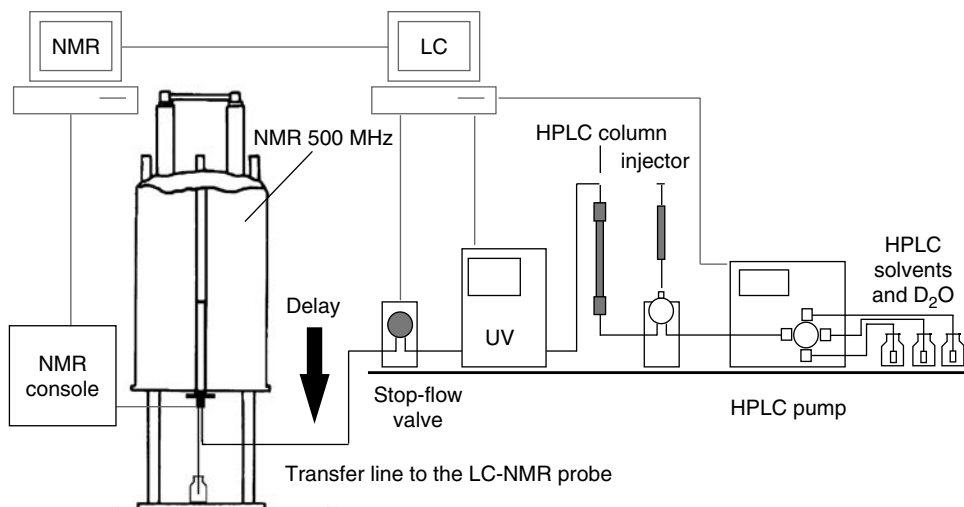 NMR
LC
NMR 500 MHz
HPLC column
injector
HPLC
solvents
and D₂O
Delay
UV
NMR
console
Stop-flow
valve
HPLC pump
Transfer line to the LC-NMR probe